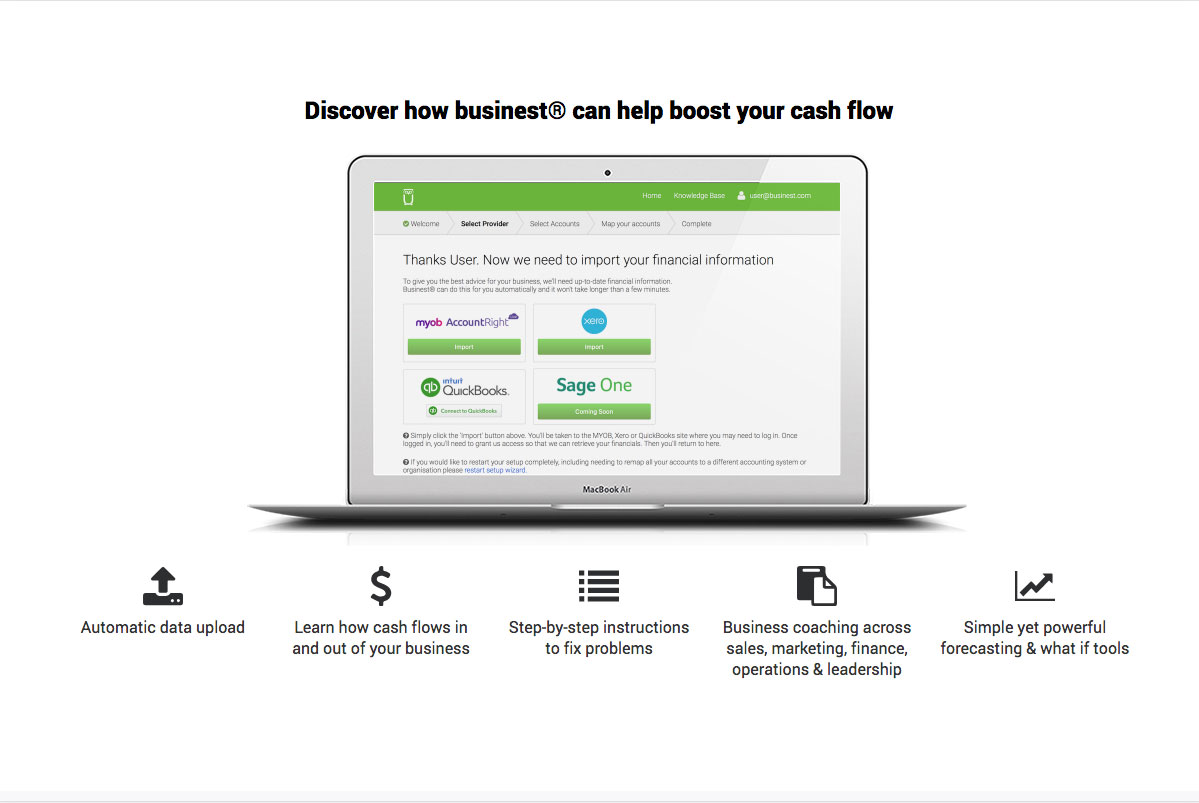 Discover how businest® can help boost your cash flow
Home Knowledge Base user@businest.com
Welcome Select Provider Select Accounts Map your accounts Complete
Thanks User. Now we need to import your financial information
To give you the best advice for your business, we'll need up-to-date financial information.
Businest® can do this for you automatically and it won't take longer than a few minutes.
myob AccountRight
Import
xero
Import
qb intuit
QuickBooks.
qb Connect to QuickBooks
Sage One
Coming Soon
Simply click the 'Import' button above. You'll be taken to the MYOB, Xero or QuickBooks site where you may need to log in. Once
logged in, you'll need to grant us access so that we can retrieve your financials. Then you'll return to here.
If you would like to restart your setup completely, including needing to remap all your accounts to a different accounting system or
organisation please restart setup wizard.
MacBook Air
Automatic data upload
Learn how cash flows in
and out of your business
Step-by-step instructions
to fix problems
Business coaching across
sales, marketing, finance,
operations & leadership
Simple yet powerful
forecasting & what if tools